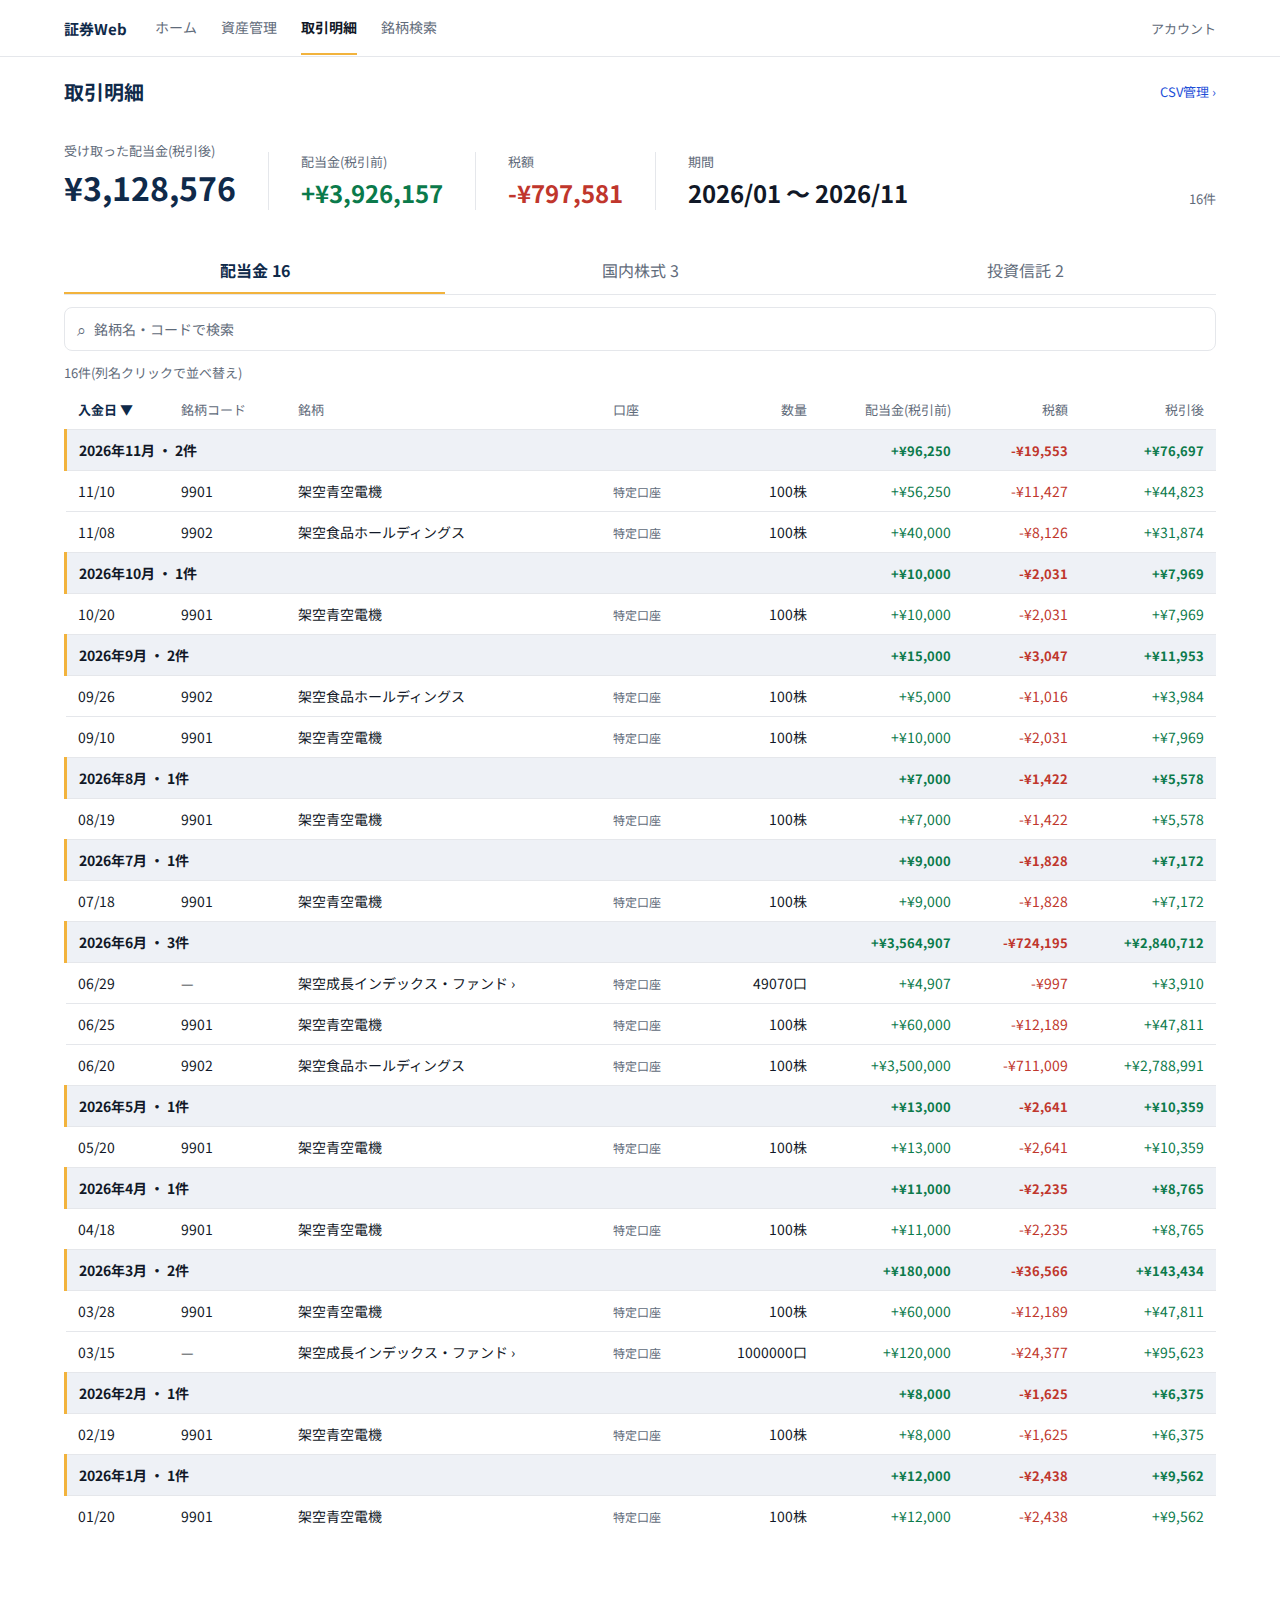 証券Web ホーム 資産管理 取引明細 銘柄検索 アカウント
取引明細 CSV管理 ›
受け取った配当金(税引後) 配当金(税引前) 税額 期間
¥3,128,576 +¥3,926,157 -¥797,581 2026/01 〜 2026/11 16件
配当金 16 国内株式 3 投資信託 2
⌕ 銘柄名・コードで検索
16件(列名クリックで並べ替え)
入金日 ▼ 銘柄コード 銘柄 口座 数量 配当金(税引前) 税額 税引後
2026年11月 ・ 2件 +¥96,250 -¥19,553 +¥76,697
11/10 9901 架空青空電機 特定口座 100株 +¥56,250 -¥11,427 +¥44,823
11/08 9902 架空食品ホールディングス 特定口座 100株 +¥40,000 -¥8,126 +¥31,874
2026年10月 ・ 1件 +¥10,000 -¥2,031 +¥7,969
10/20 9901 架空青空電機 特定口座 100株 +¥10,000 -¥2,031 +¥7,969
2026年9月 ・ 2件 +¥15,000 -¥3,047 +¥11,953
09/26 9902 架空食品ホールディングス 特定口座 100株 +¥5,000 -¥1,016 +¥3,984
09/10 9901 架空青空電機 特定口座 100株 +¥10,000 -¥2,031 +¥7,969
2026年8月 ・ 1件 +¥7,000 -¥1,422 +¥5,578
08/19 9901 架空青空電機 特定口座 100株 +¥7,000 -¥1,422 +¥5,578
2026年7月 ・ 1件 +¥9,000 -¥1,828 +¥7,172
07/18 9901 架空青空電機 特定口座 100株 +¥9,000 -¥1,828 +¥7,172
2026年6月 ・ 3件 +¥3,564,907 -¥724,195 +¥2,840,712
06/29 — 架空成長インデックス・ファンド › 特定口座 49070口 +¥4,907 -¥997 +¥3,910
06/25 9901 架空青空電機 特定口座 100株 +¥60,000 -¥12,189 +¥47,811
06/20 9902 架空食品ホールディングス 特定口座 100株 +¥3,500,000 -¥711,009 +¥2,788,991
2026年5月 ・ 1件 +¥13,000 -¥2,641 +¥10,359
05/20 9901 架空青空電機 特定口座 100株 +¥13,000 -¥2,641 +¥10,359
2026年4月 ・ 1件 +¥11,000 -¥2,235 +¥8,765
04/18 9901 架空青空電機 特定口座 100株 +¥11,000 -¥2,235 +¥8,765
2026年3月 ・ 2件 +¥180,000 -¥36,566 +¥143,434
03/28 9901 架空青空電機 特定口座 100株 +¥60,000 -¥12,189 +¥47,811
03/15 — 架空成長インデックス・ファンド › 特定口座 1000000口 +¥120,000 -¥24,377 +¥95,623
2026年2月 ・ 1件 +¥8,000 -¥1,625 +¥6,375
02/19 9901 架空青空電機 特定口座 100株 +¥8,000 -¥1,625 +¥6,375
2026年1月 ・ 1件 +¥12,000 -¥2,438 +¥9,562
01/20 9901 架空青空電機 特定口座 100株 +¥12,000 -¥2,438 +¥9,562